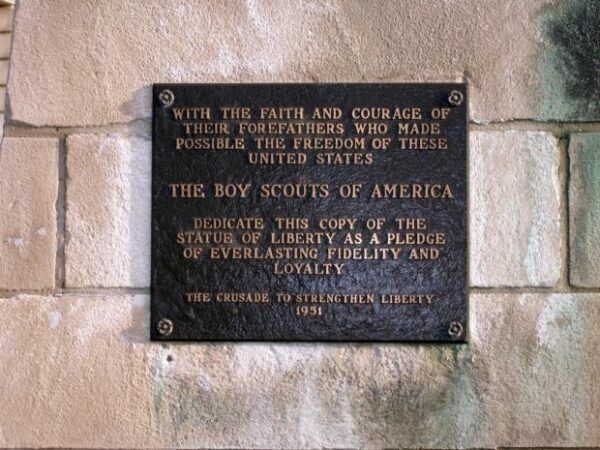 WITH THE FAITH AND COURAGE OF
THEIR FOREFATHERS WHO MADE
POSSIBLE THE FREEDOM OF THESE
UNITED STATES
THE BOY SCOUTS OF AMERICA
DEDICATE THIS COPY OF THE
STATUE OF LIBERTY AS A PLEDGE
OF EVERLASTING FIDELITY AND
LOYALTY
THE CRUSADE TO STRENGTHEN LIBERTY
1951